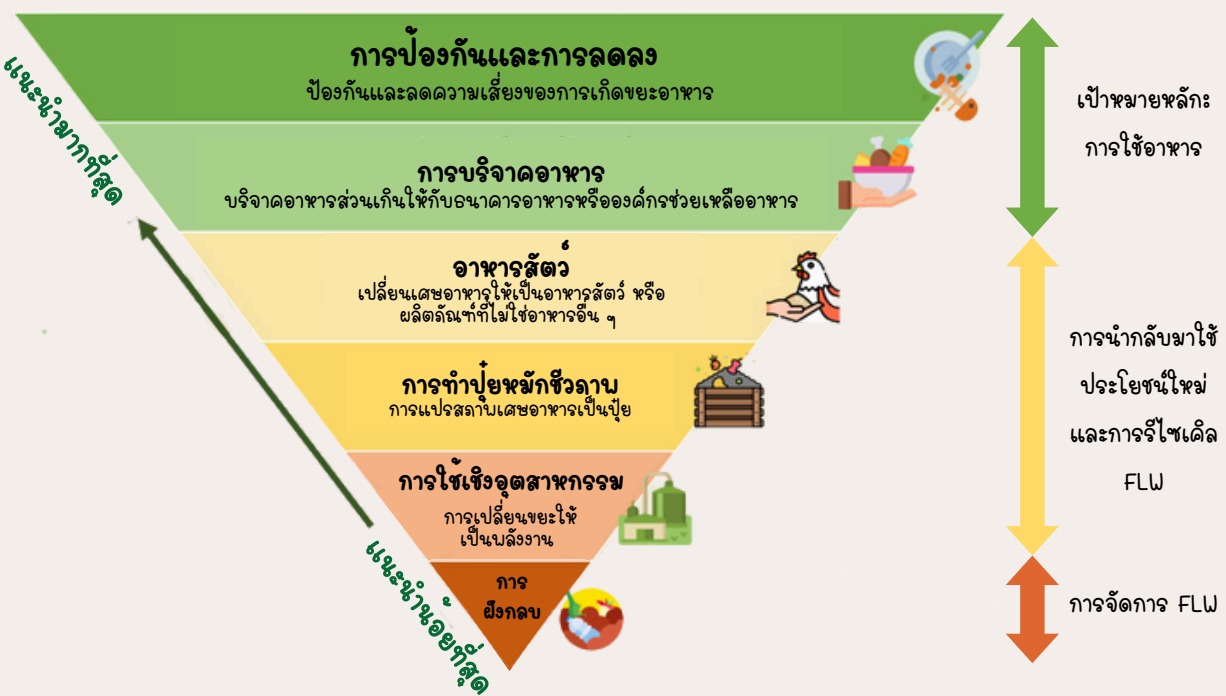 แนะนำมากที่สุด
การป้องกันและการลดลง
ป้องกันและลดความเสี่ยงของการเกิดขยะอาหาร
การบริจาคอาหาร
บริจาคอาหารส่วนเกินให้กับธนาคารอาหารหรือองค์กรช่วยเหลืออาหาร
อาหารสัตว์
เปลี่ยนเศษอาหารให้เป็นอาหารสัตว์ หรือ
ผลิตภัณฑ์ที่ไม่ใช่อาหารอื่น ๆ
การทำปุ๋ยหมักชีวภาพ
การแปรสภาพเศษอาหารเป็นปุ๋ย
การใช้เชิงอุตสาหกรรม
การเปลี่ยนขยะให้
เป็นพลังงาน
การ
ฝังกลบ
แนะนำน้อยที่สุด
เป้าหมายหลักะ
การใช้อาหาร
การนำกลับมาใช้
ประโยชน์ใหม่
และการรีไซเคิล
FLW
การจัดการ FLW